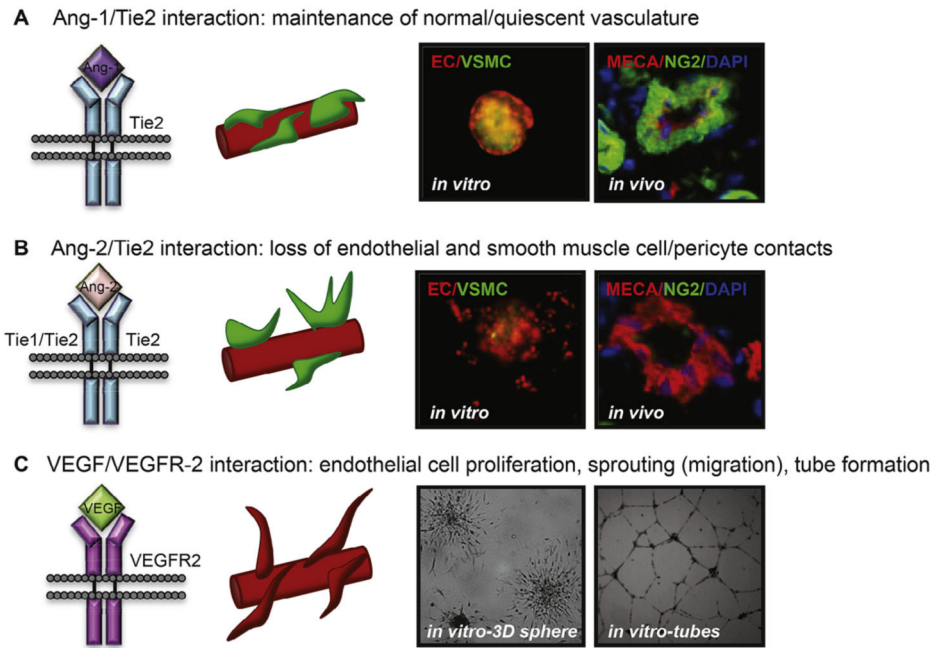 A Ang-1/Tie2 interaction: maintenance of normal/quiescent vasculature
Ang-1
Tie2
EC/VSMC
in vitro
MECA/NG2/DAPI
in vivo
B Ang-2/Tie2 interaction: loss of endothelial and smooth muscle cell/pericyte contacts
Ang-2
Tie1/Tie2
Tie2
EC/VSMC
in vitro
MECA/NG2/DAPI
in vivo
C VEGF/VEGFR-2 interaction: endothelial cell proliferation, sprouting (migration), tube formation
VEGF
VEGFR2
in vitro-3D sphere
in vitro-tubes